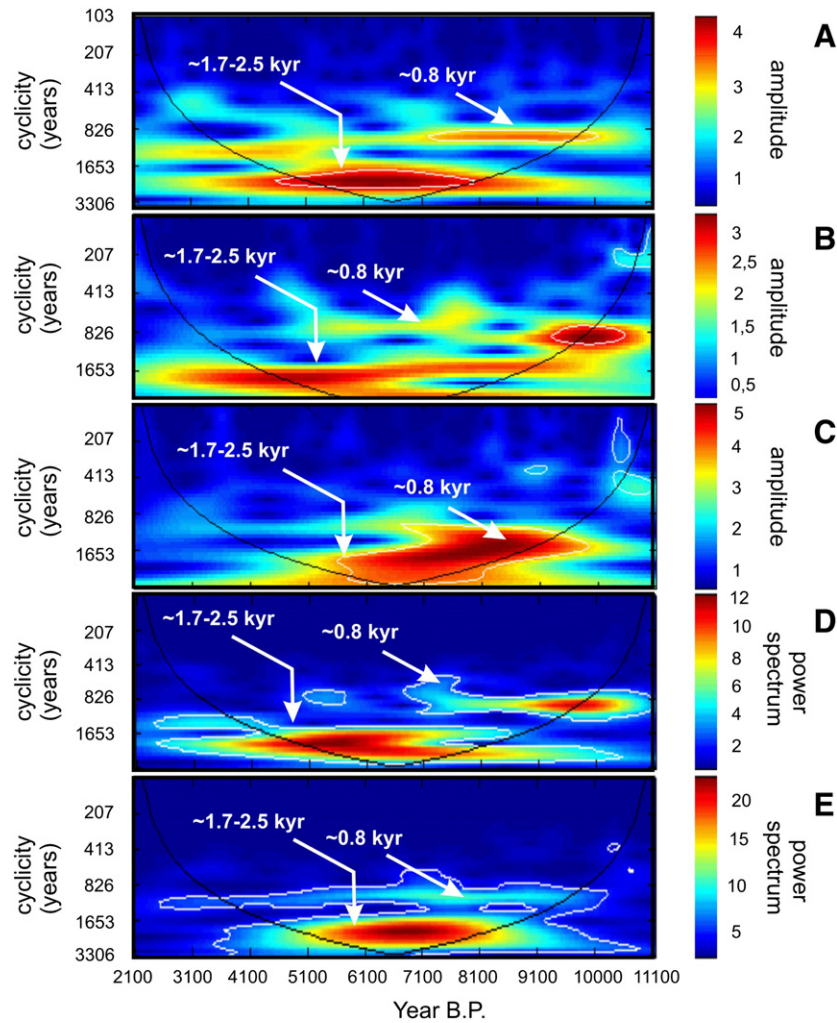 103
207
413
826
1653
3306
cyclicity
(years)
~1.7-2.5 kyr
~0.8 kyr
4
3
2
1
amplitude
A
207
413
826
1653
cyclicity
(years)
~1.7-2.5 kyr
~0.8 kyr
3
2,5
2
1,5
1
0,5
amplitude
B
207
413
826
1653
cyclicity
(years)
~1.7-2.5 kyr
~0.8 kyr
5
4
3
2
1
amplitude
C
207
413
826
1653
cyclicity
(years)
~1.7-2.5 kyr
~0.8 kyr
12
10
8
6
4
2
power
spectrum
D
207
413
826
1653
3306
cyclicity
(years)
~1.7-2.5 kyr
~0.8 kyr
20
15
10
5
power
spectrum
E
2100 3100 4100 5100 6100 7100 8100 9100 10000 11100
Year B.P.